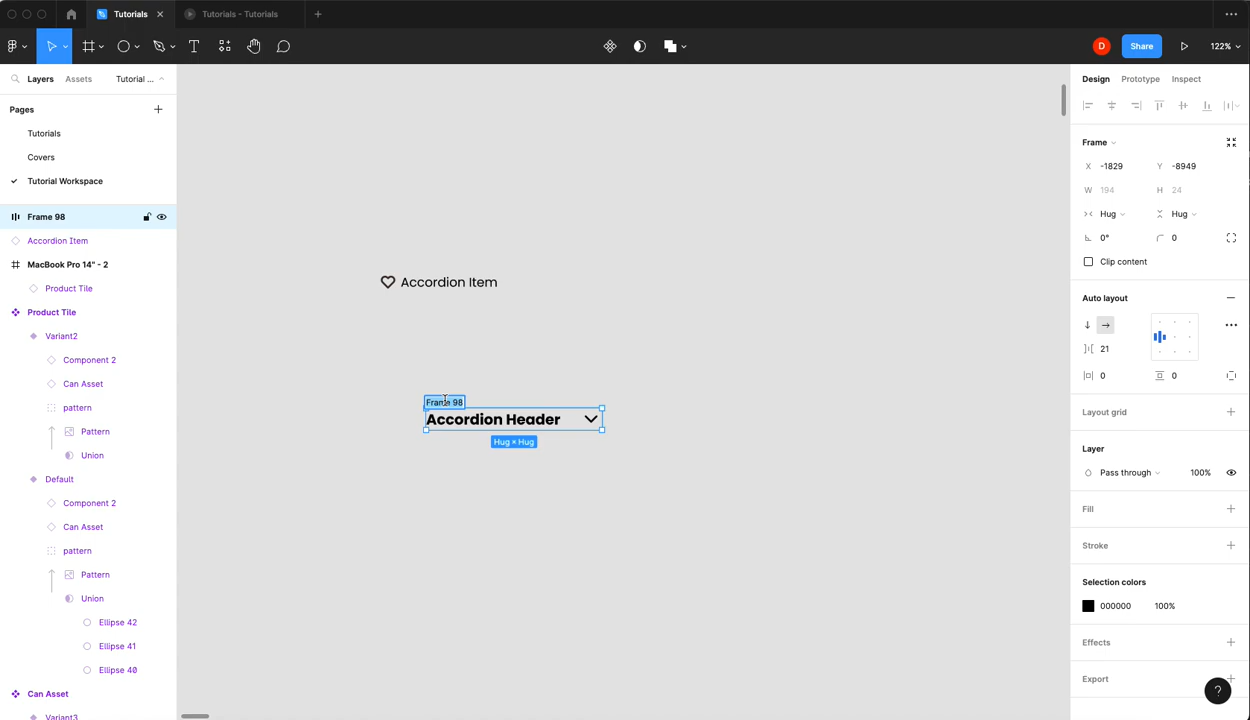 Tutorials
Tutorials - Tutorials
D
Share
122%
Layers
Assets
Tutorial ...
Design
Prototype
Inspect
Pages
Tutorials
Covers
Tutorial Workspace
Frame 98
Accordion Item
MacBook Pro 14" - 2
Product Tile
Product Tile
Variant2
Component 2
Can Asset
pattern
Pattern
Union
Default
Component 2
Can Asset
pattern
Pattern
Union
Ellipse 42
Ellipse 41
Ellipse 40
Can Asset
Variant3
Accordion Item
Frame 98
Accordion Header
Hug × Hug
Frame
X -1829 Y -8949
W 194 H 24
Hug Hug
0° 0
Clip content
Auto layout
21
0 0
Layout grid
Layer
Pass through 100%
Fill
Stroke
Selection colors
000000 100%
Effects
Export
?